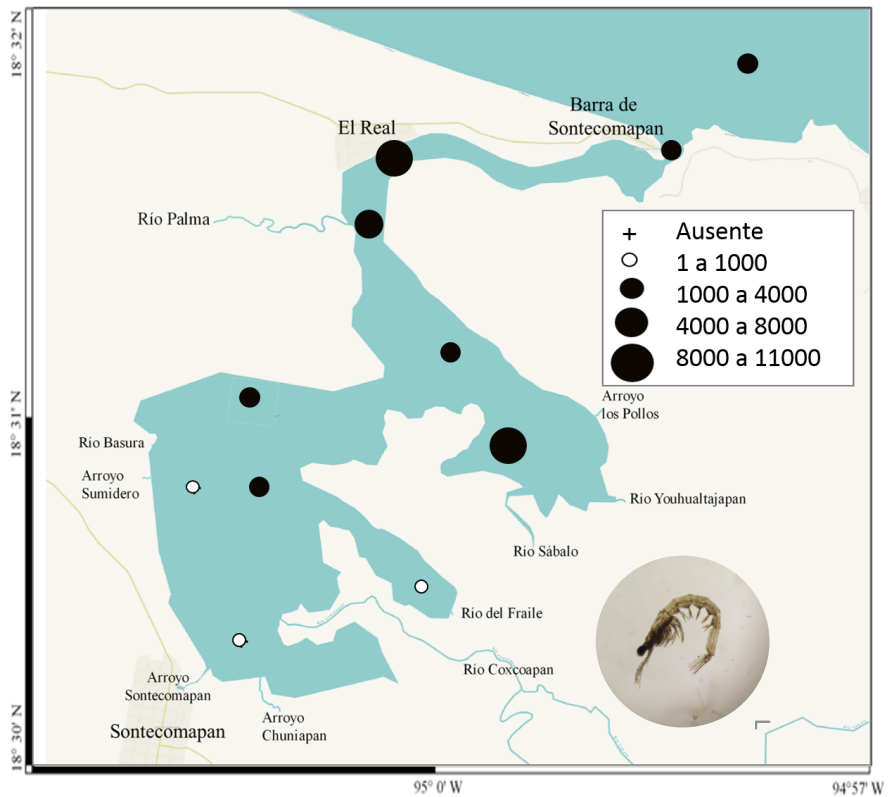 18° 32' N
Barra de
Sontecomapan
El Real
Río Palma
+ Ausente
1 a 1000
1000 a 4000
4000 a 8000
8000 a 11000
Arroyo
los Pollos
18° 31' N
Río Basura
Arroyo
Sumidero
Río Youhualtajapan
Río Sábalo
Río del Fraile
Río Coxcoapan
Arroyo
Sontecomapan
Sontecomapan
Arroyo
Chuniapan
18° 30' N
95° 0' W
94°57' W